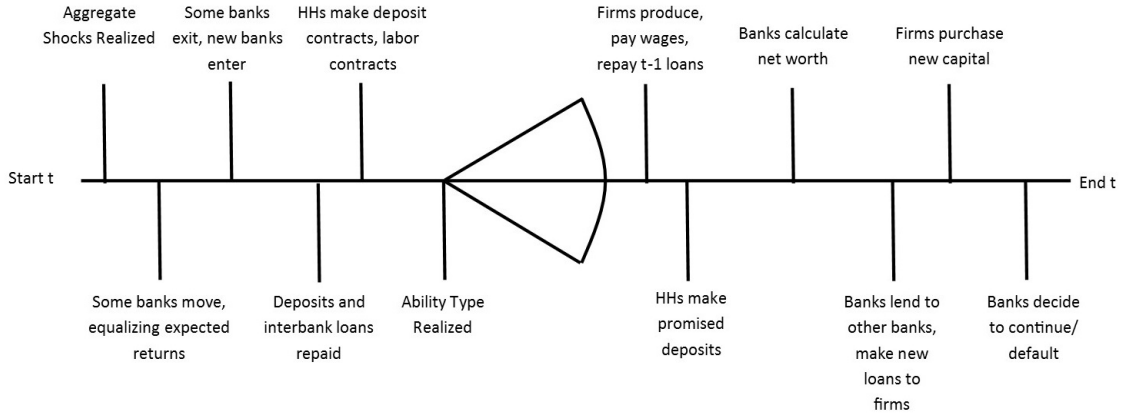 Aggregate
Shocks Realized
Some banks
exit, new banks
enter
HHs make deposit
contracts, labor
contracts
Firms produce,
pay wages,
repay t-1 loans
Banks calculate
net worth
Firms purchase
new capital
Start t
End t
Some banks move,
equalizing expected
returns
Deposits and
interbank loans
repaid
Ability Type
Realized
HHs make
promised
deposits
Banks lend to
other banks,
make new
loans to
firms
Banks decide
to continue/
default